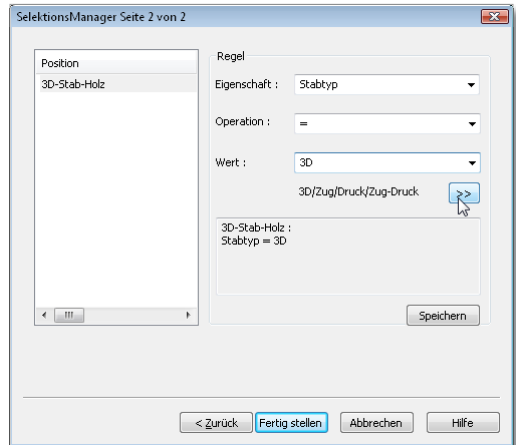 SelektionsManager Seite 2 von 2
Position
3D-Stab-Holz
Regel
Eigenschaft :
Stabtyp
Operation :
=
Wert :
3D
3D/Zug/Druck/Zug-Druck
>>
3D-Stab-Holz :
Stabtyp = 3D
Speichern
< Zurück
Fertig stellen
Abbrechen
Hilfe